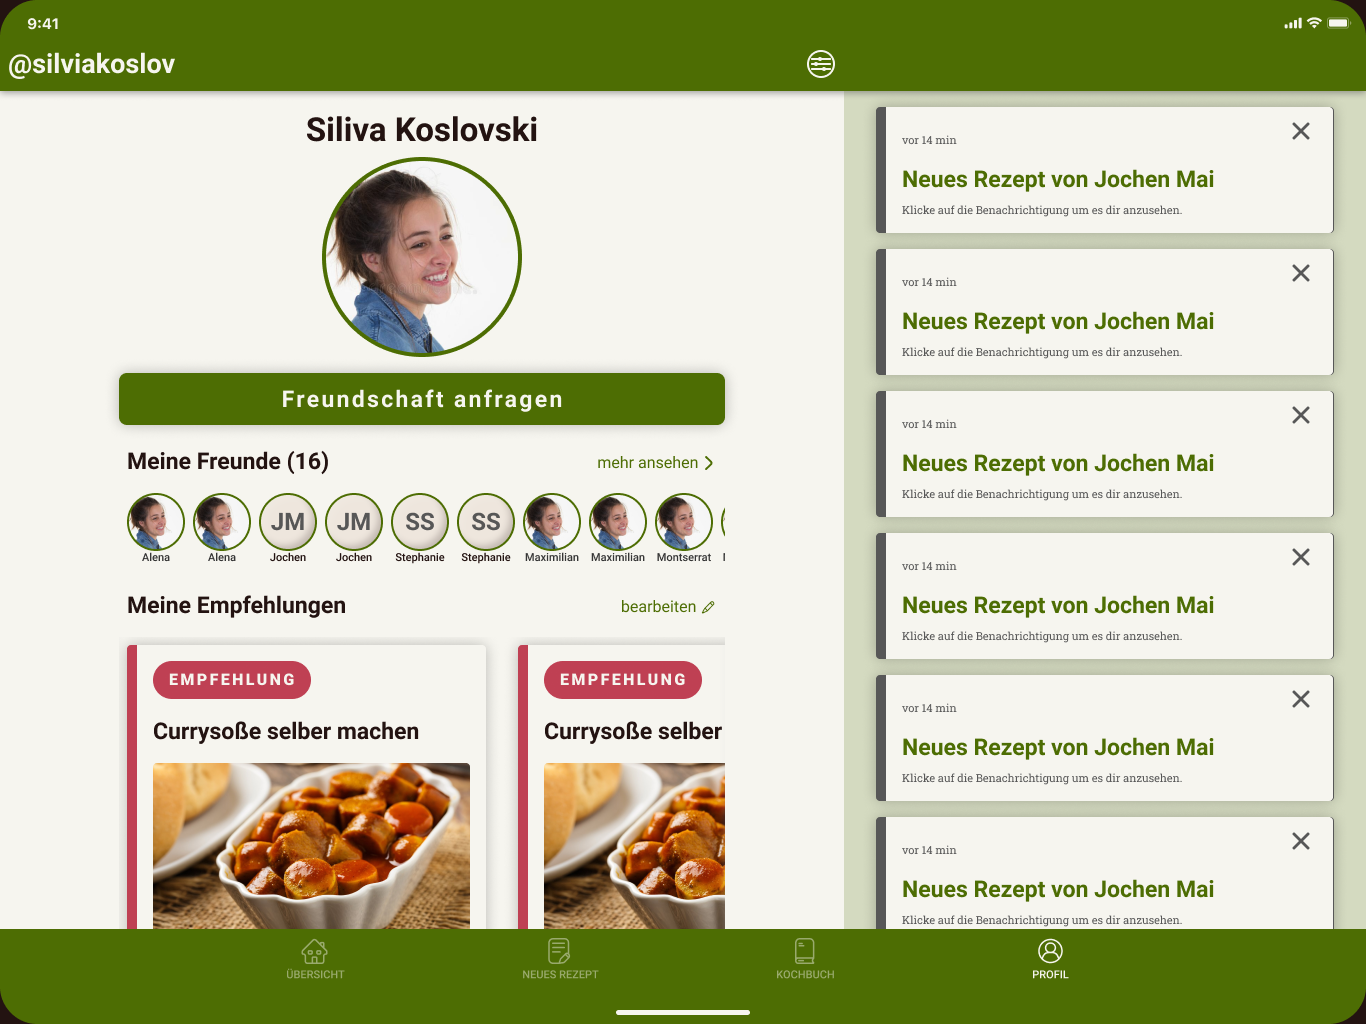 9:41
@silviakoslov
Siliva Koslovski
Freundschaft anfragen
Meine Freunde (16)
mehr ansehen
JM
JM
SS
SS
Alena
Alena
Jochen
Jochen
Stephanie
Stephanie
Maximilian
Maximilian
Montserrat
Meine Empfehlungen
bearbeiten
EMPFEHLUNG
Currysoße selber machen
EMPFEHLUNG
Currysoße selber
vor 14 min
Neues Rezept von Jochen Mai
Klicke auf die Benachrichtigung um es dir anzusehen.
vor 14 min
Neues Rezept von Jochen Mai
Klicke auf die Benachrichtigung um es dir anzusehen.
vor 14 min
Neues Rezept von Jochen Mai
Klicke auf die Benachrichtigung um es dir anzusehen.
vor 14 min
Neues Rezept von Jochen Mai
Klicke auf die Benachrichtigung um es dir anzusehen.
vor 14 min
Neues Rezept von Jochen Mai
Klicke auf die Benachrichtigung um es dir anzusehen.
vor 14 min
Neues Rezept von Jochen Mai
Klicke auf die Benachrichtigung um es dir anzusehen.
ÜBERSICHT
NEUES REZEPT
KOCHBUCH
PROFIL